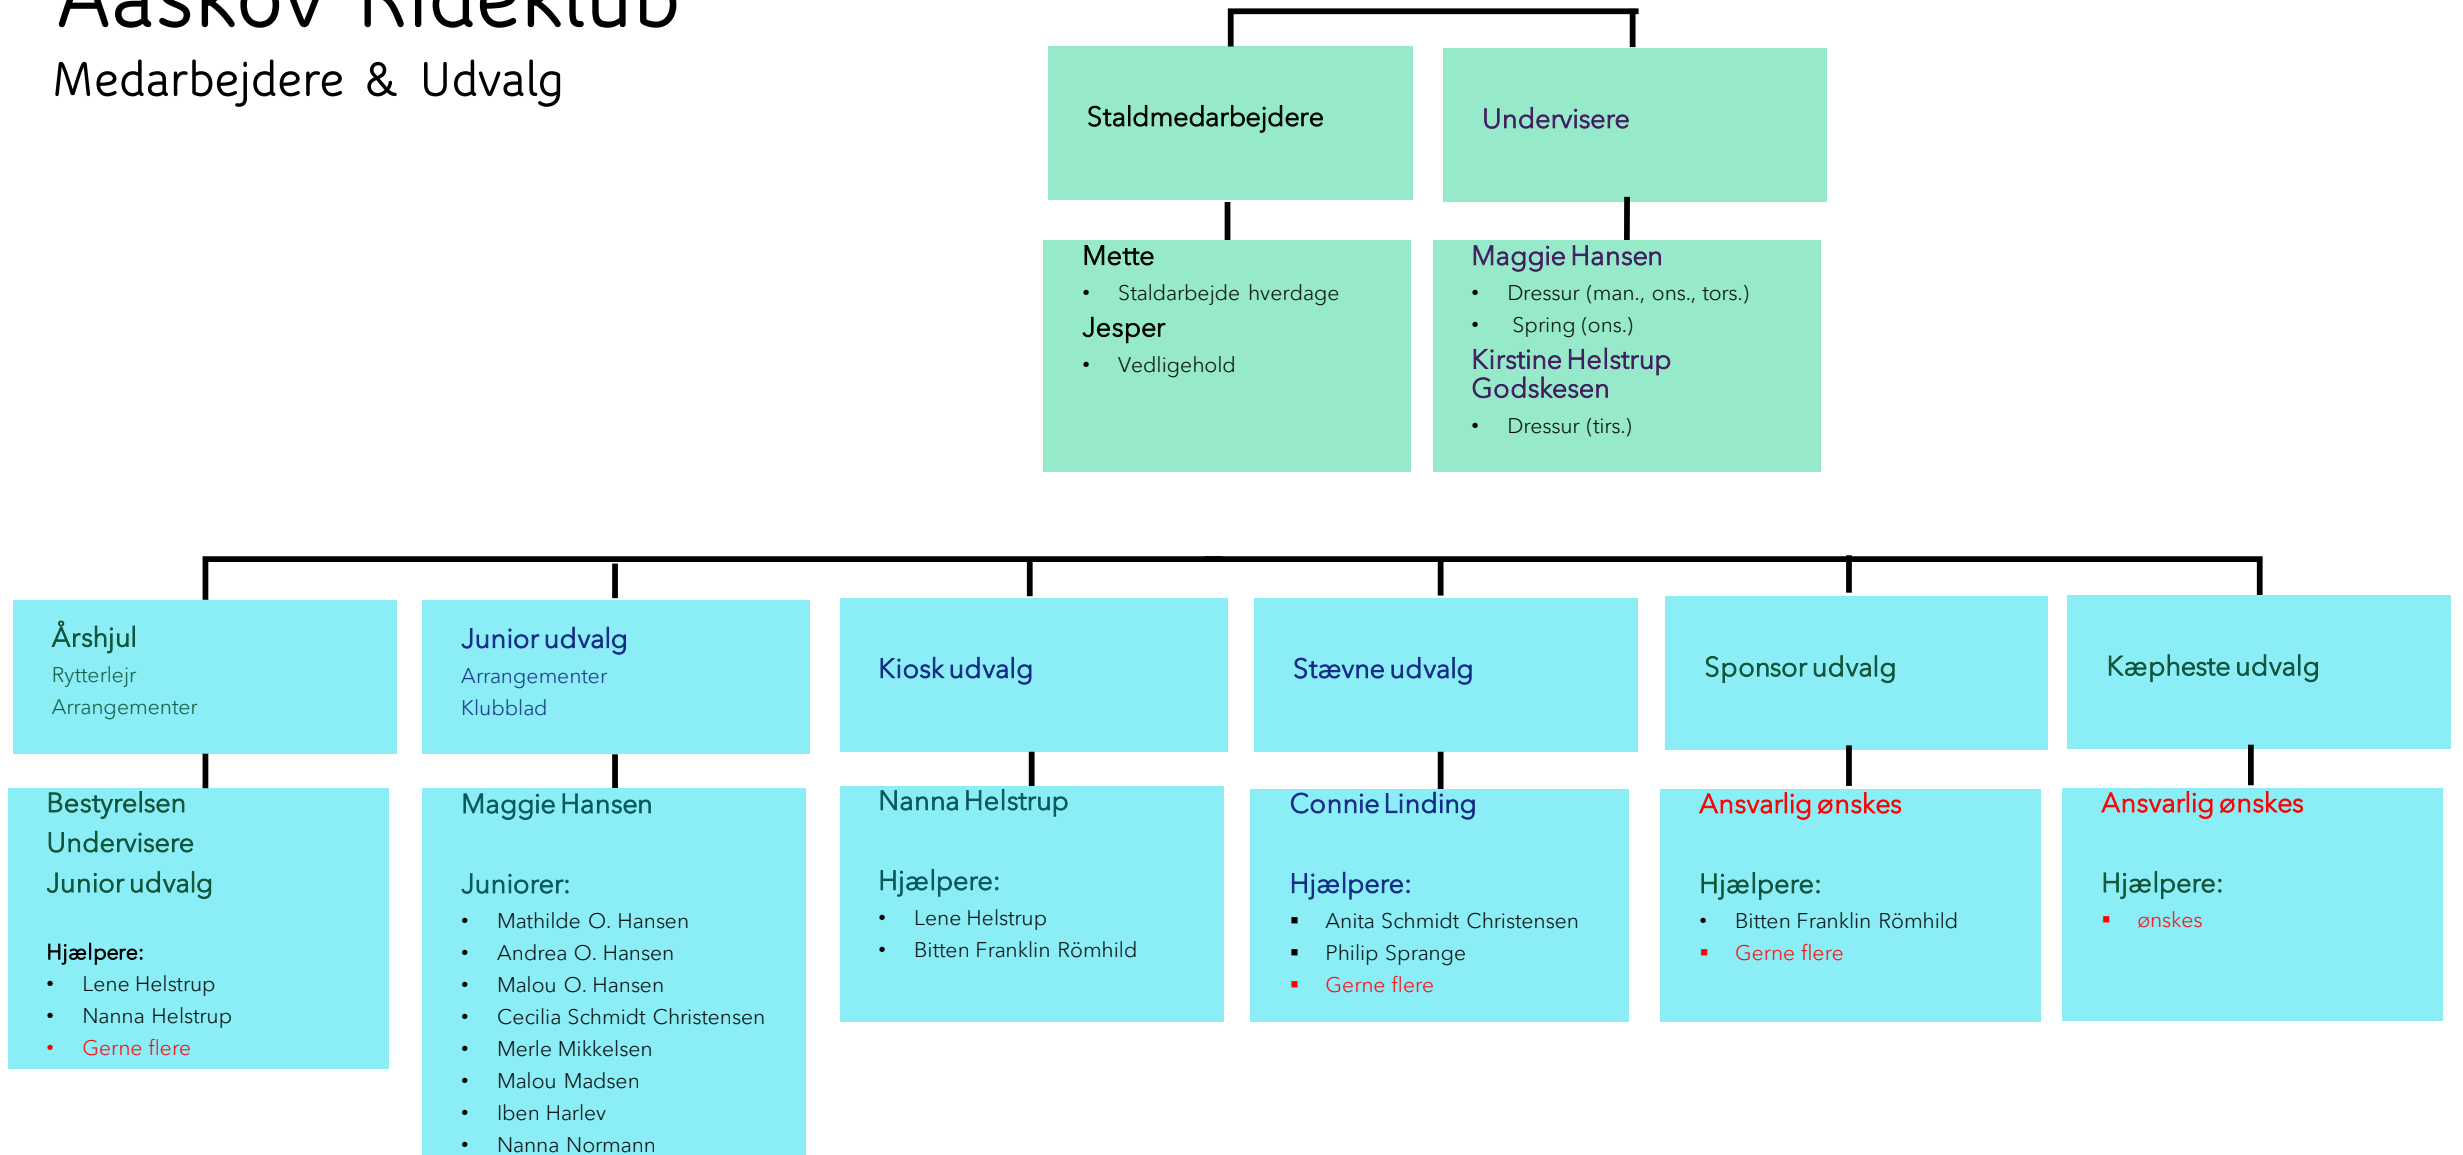 Aaskov Rideklub
Medarbejdere & Udvalg
Staldmedarbejdere
Undervisere
Mette
• Staldarbejde hverdage
Jesper
• Vedligehold
Maggie Hansen
• Dressur (man., ons., tors.)
• Spring (ons.)
Kirstine Helstrup
Godskesen
• Dressur (tirs.)
Årshjul
Rytterlejr
Arrangementer
Bestyrelsen
Undervisere
Junior udvalg
Hjælpere:
• Lene Helstrup
• Nanna Helstrup
• Gerne flere
Junior udvalg
Arrangementer
Klubblad
Maggie Hansen
Juniorer:
• Mathilde O. Hansen
• Andrea O. Hansen
• Malou O. Hansen
• Cecilia Schmidt Christensen
• Merle Mikkelsen
• Malou Madsen
• Iben Harlev
• Nanna Normann
Kiosk udvalg
Nanna Helstrup
Hjælpere:
• Lene Helstrup
• Bitten Franklin Römhild
Stævne udvalg
Connie Linding
Hjælpere:
▪ Anita Schmidt Christensen
▪ Philip Sprange
▪ Gerne flere
Sponsor udvalg
Ansvarlig ønskes
Hjælpere:
• Bitten Franklin Römhild
▪ Gerne flere
Kæpheste udvalg
Ansvarlig ønskes
Hjælpere:
▪ ønskes